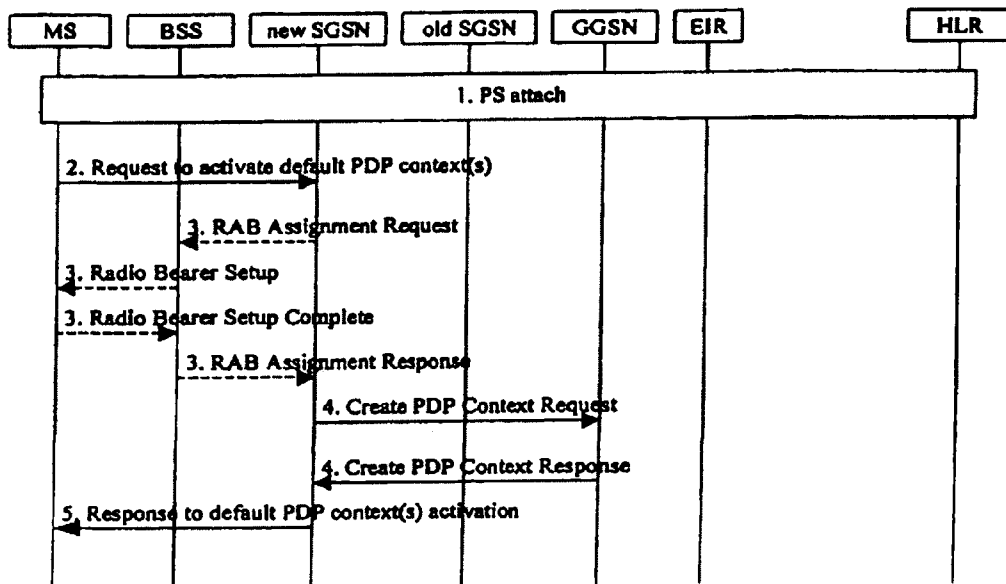 MS BSS new SGSN old SGSN GGSN EIR HLR
1. PS attach
2. Request to activate default PDP context(s)
3. RAB Assignment Request
3. Radio Bearer Setup
3. Radio Bearer Setup Complete
3. RAB Assignment Response
4. Create PDP Context Request
4. Create PDP Context Response
5. Response to default PDP context(s) activation